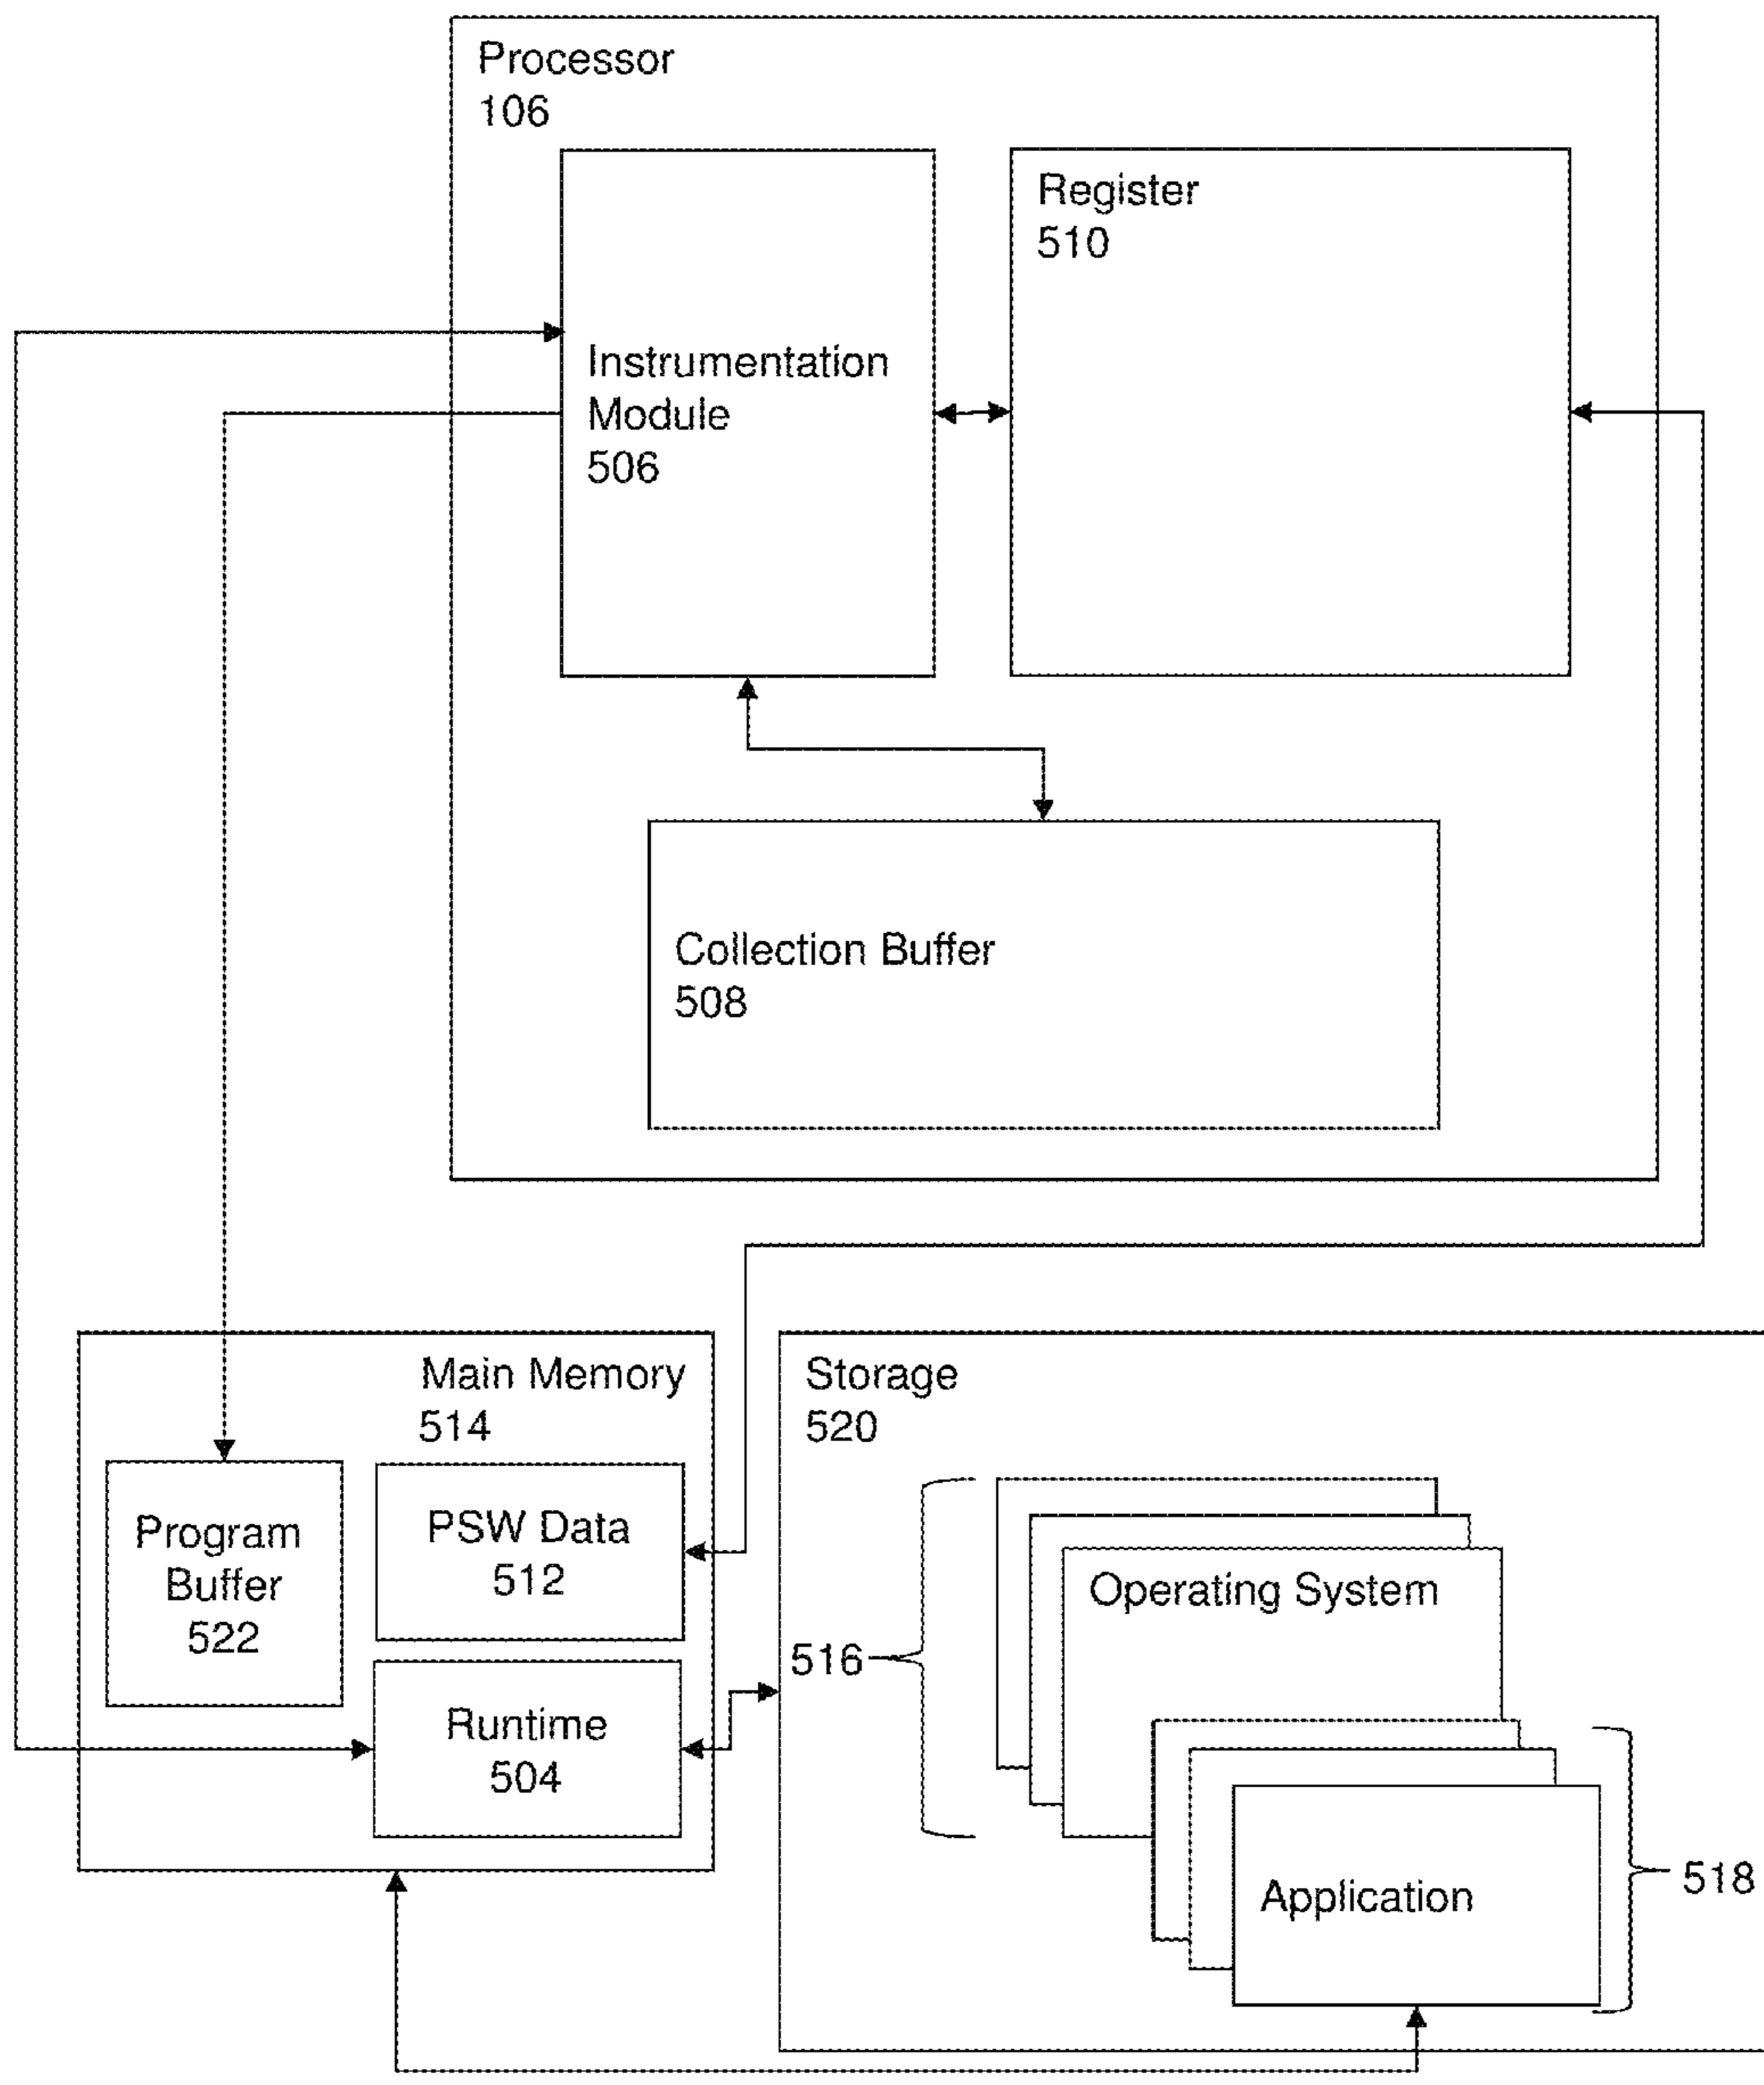 Processor
106
Register
510
Instrumentation
Module
506
Collection Buffer
508
Main Memory
514
Storage
520
Program
Buffer
522
PSW Data
512
Operating System
516
Runtime
504
Application
518